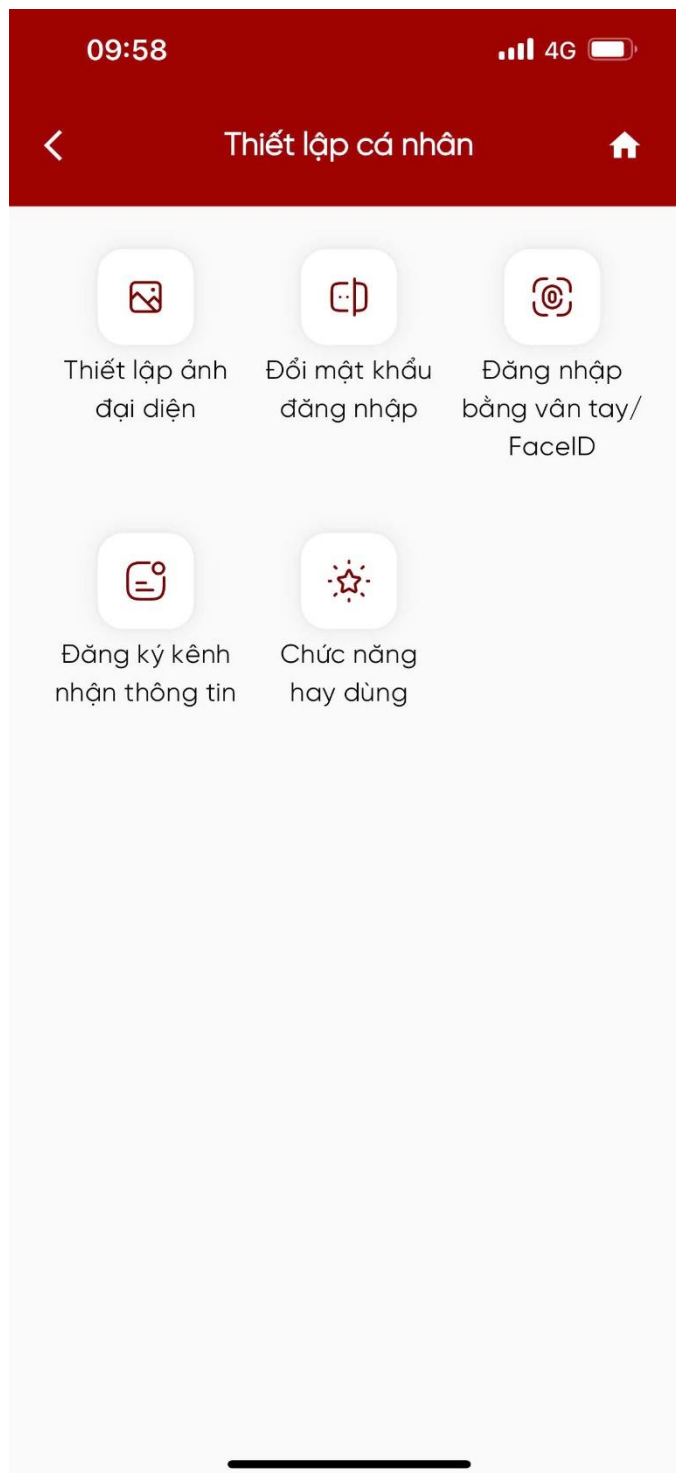 09:58 4G
Thiết lập cá nhân
Thiết lập ảnh
đại diện
Đổi mật khẩu
đăng nhập
Đăng nhập
bằng vân tay/
FaceID
Đăng ký kênh
nhận thông tin
Chức năng
hay dùng